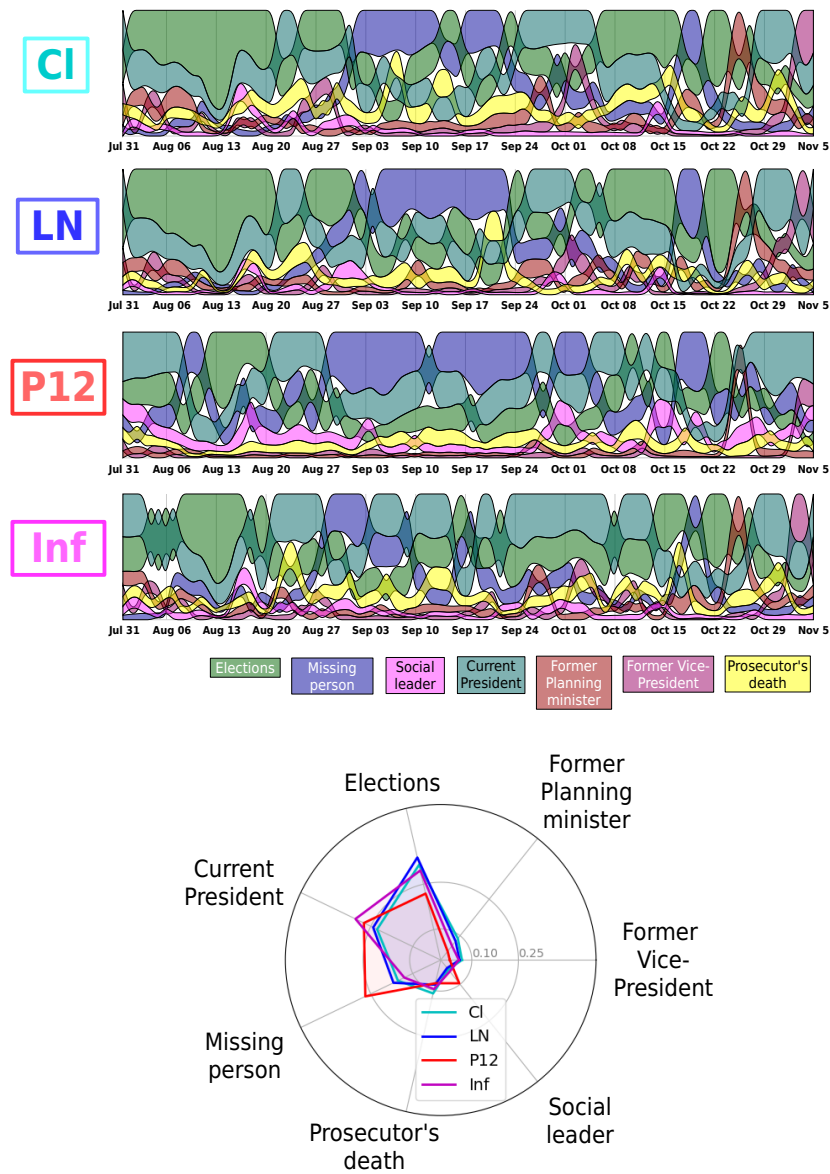 Cl
Jul 31 Aug 06 Aug 13 Aug 20 Aug 27 Sep 03 Sep 10 Sep 17 Sep 24 Oct 01 Oct 08 Oct 15 Oct 22 Oct 29 Nov 5
LN
Jul 31 Aug 06 Aug 13 Aug 20 Aug 27 Sep 03 Sep 10 Sep 17 Sep 24 Oct 01 Oct 08 Oct 15 Oct 22 Oct 29 Nov 5
P12
Jul 31 Aug 06 Aug 13 Aug 20 Aug 27 Sep 03 Sep 10 Sep 17 Sep 24 Oct 01 Oct 08 Oct 15 Oct 22 Oct 29 Nov 5
Inf
Jul 31 Aug 06 Aug 13 Aug 20 Aug 27 Sep 03 Sep 10 Sep 17 Sep 24 Oct 01 Oct 08 Oct 15 Oct 22 Oct 29 Nov 5
Elections
Missing
person
Social
leader
Current
President
Former
Planning
minister
Former Vice-
President
Prosecutor's
death
Elections
Former
Planning
minister
Current
President
Former
Vice-
President
0.10 0.25
Missing
person
Cl
LN
P12
Inf
Prosecutor's
death
Social
leader